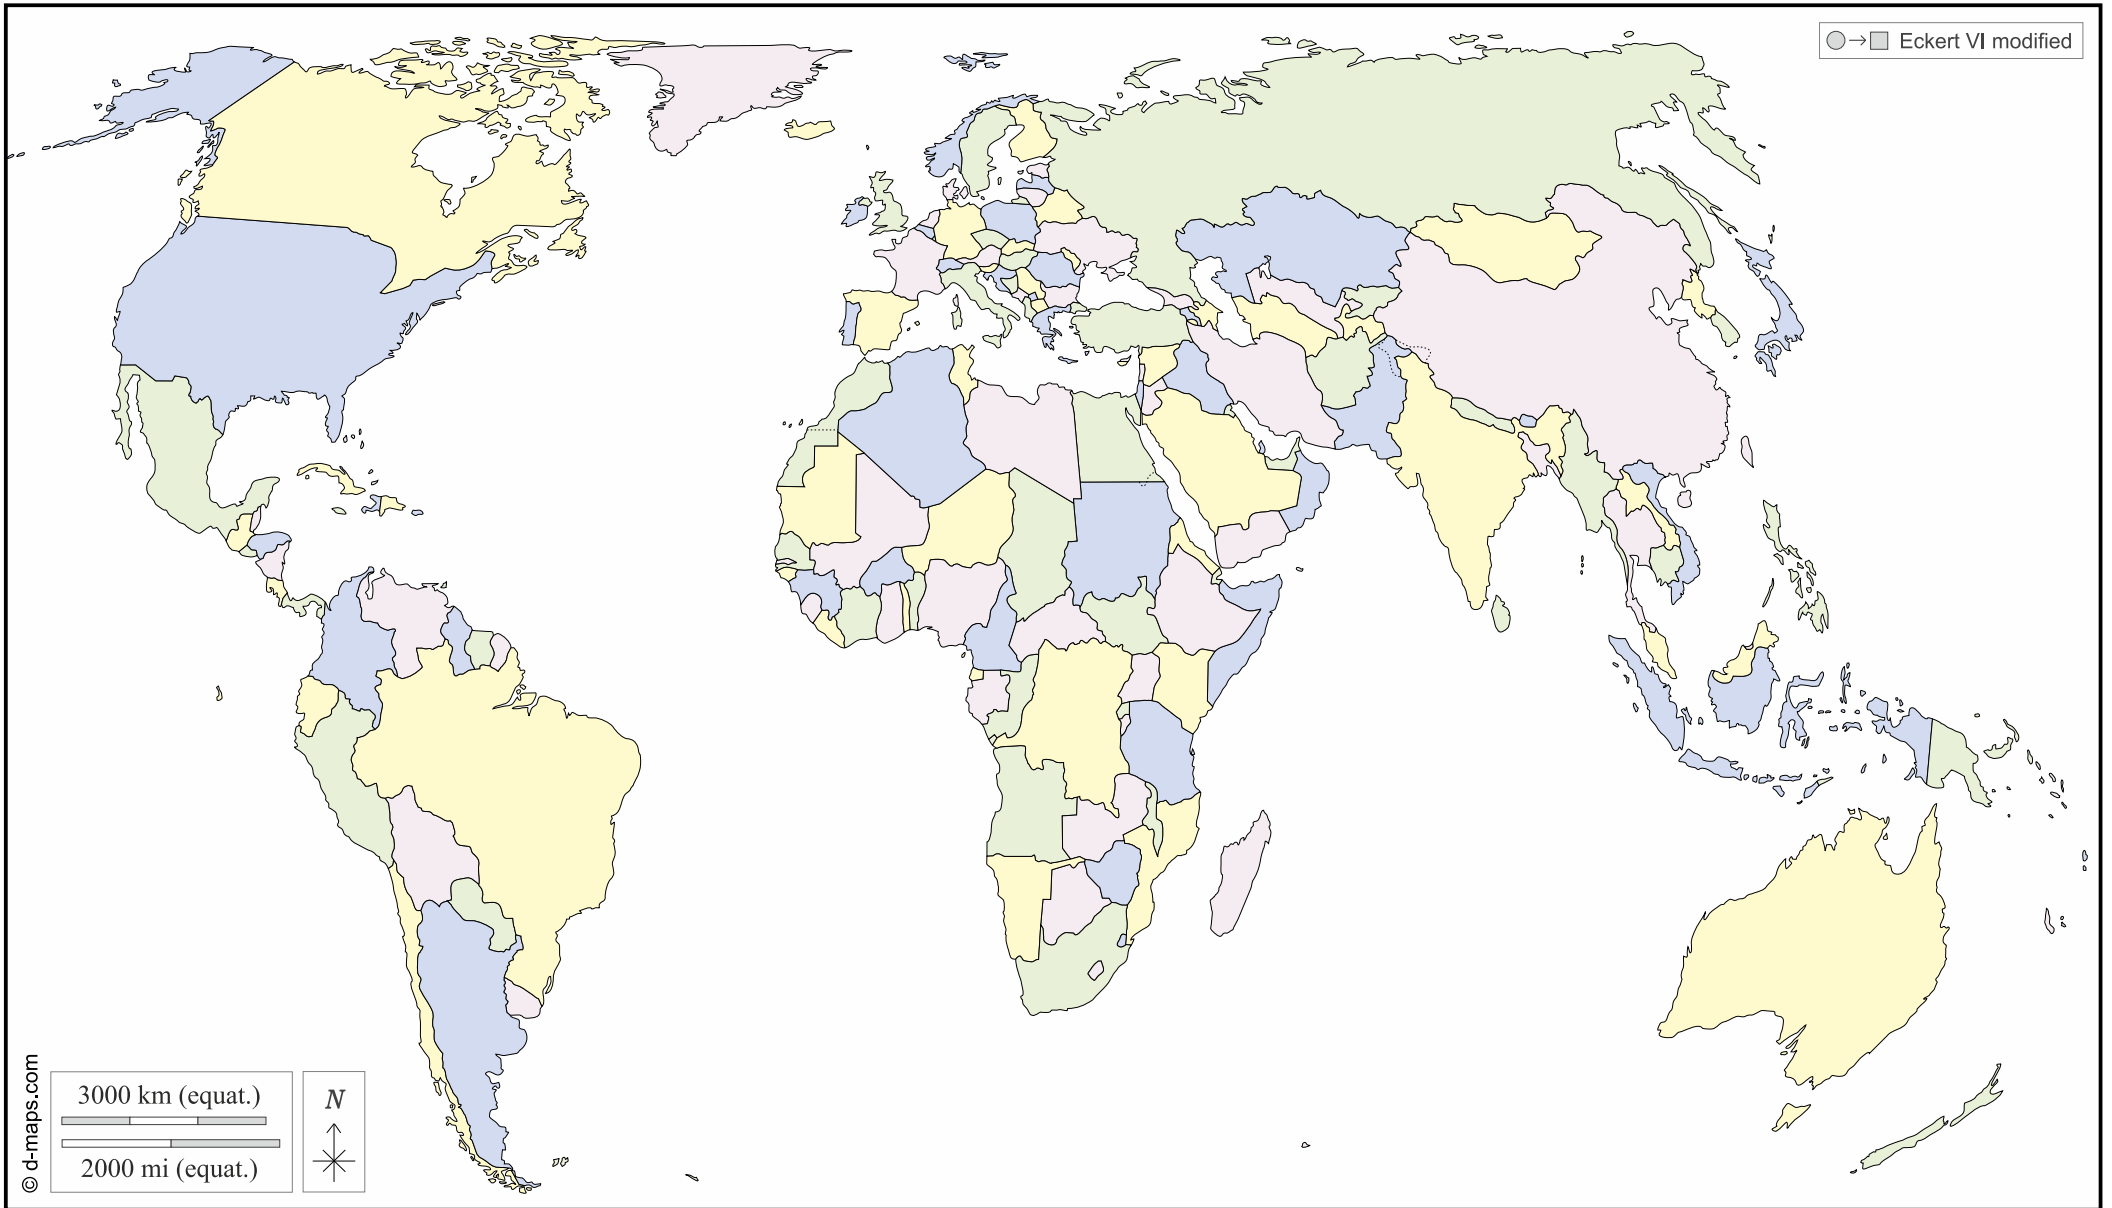 Eckert VI modified
© d-maps.com
3000 km (equat.)
2000 mi (equat.)
N